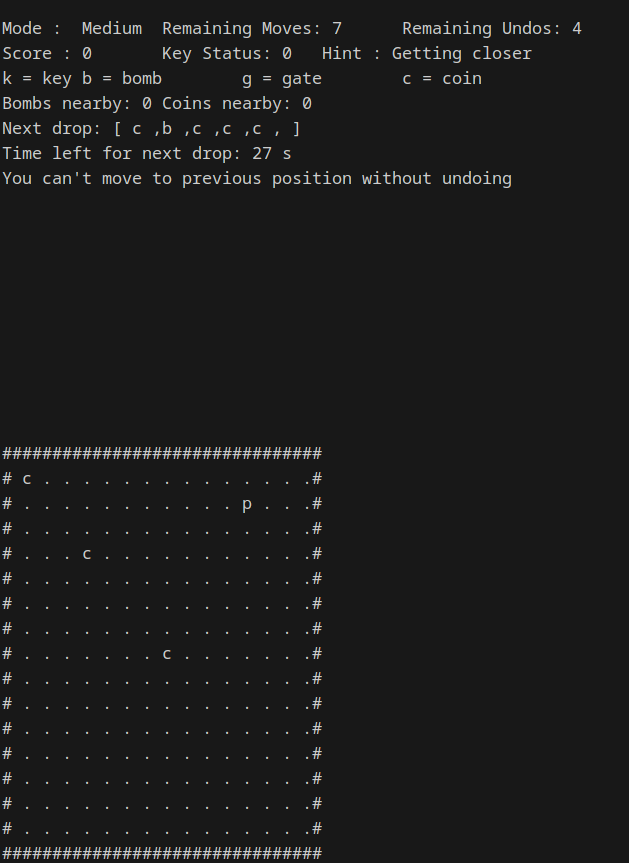 Mode :  Medium  Remaining Moves: 7      Remaining Undos: 4
Score : 0       Key Status: 0   Hint : Getting closer
k = key b = bomb        g = gate        c = coin
Bombs nearby: 0 Coins nearby: 0
Next drop: [ c ,b ,c ,c ,c , ]
Time left for next drop: 27 s
You can't move to previous position without undoing
################################
# c . . . . . . . . . . . . . .#
# . . . . . . . . . . . p . . .#
# . . . . . . . . . . . . . . .#
# . . . c . . . . . . . . . . .#
# . . . . . . . . . . . . . . .#
# . . . . . . . . . . . . . . .#
# . . . . . . . . . . . . . . .#
# . . . . . . . c . . . . . . .#
# . . . . . . . . . . . . . . .#
# . . . . . . . . . . . . . . .#
# . . . . . . . . . . . . . . .#
# . . . . . . . . . . . . . . .#
# . . . . . . . . . . . . . . .#
# . . . . . . . . . . . . . . .#
# . . . . . . . . . . . . . . .#
################################